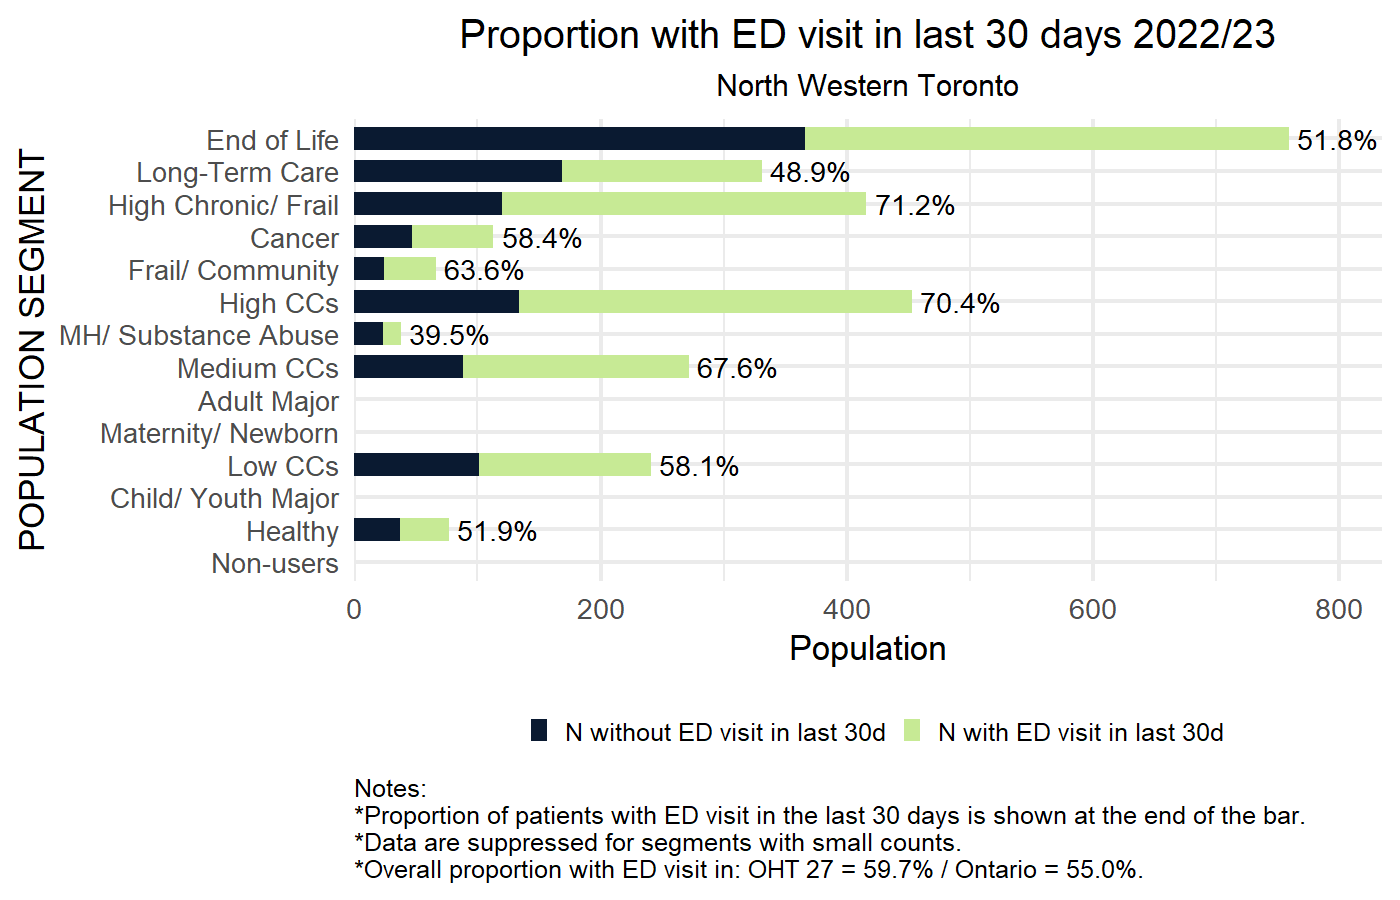 Proportion with ED visit in last 30 days 2022/23
North Western Toronto
POPULATION SEGMENT
End of Life 51.8%
Long-Term Care 48.9%
High Chronic/ Frail 71.2%
Cancer 58.4%
Frail/ Community 63.6%
High CCs 70.4%
MH/ Substance Abuse 39.5%
Medium CCs 67.6%
Adult Major
Maternity/ Newborn
Low CCs 58.1%
Child/ Youth Major
Healthy 51.9%
Non-users
0 200 400 600 800
Population
N without ED visit in last 30d N with ED visit in last 30d
Notes:
*Proportion of patients with ED visit in the last 30 days is shown at the end of the bar.
*Data are suppressed for segments with small counts.
*Overall proportion with ED visit in: OHT 27 = 59.7% / Ontario = 55.0%.